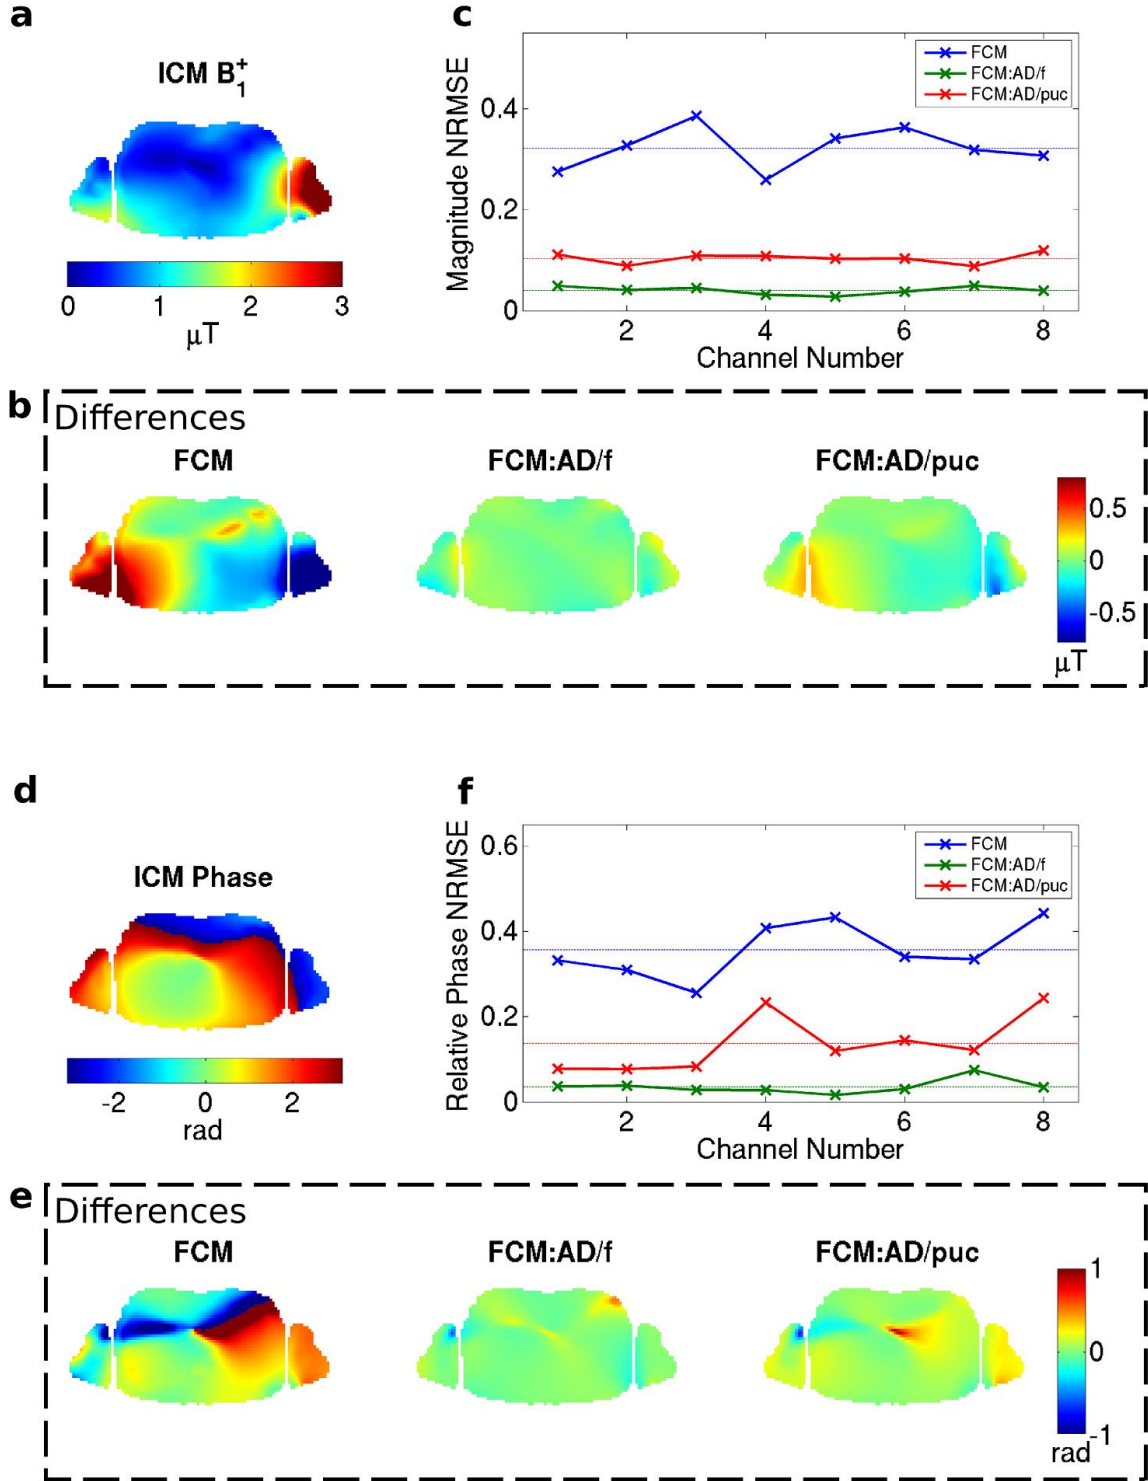 a
ICM B₁⁺
0 1 2 3
μT
c
Magnitude NRMSE
0.4
0.2
0
2 4 6 8
Channel Number
FCM
FCM:AD/f
FCM:AD/puc
b
Differences
FCM FCM:AD/f FCM:AD/puc
0.5
0
-0.5
μT
d
ICM Phase
-2 0 2
rad
f
Relative Phase NRMSE
0.6
0.4
0.2
0
2 4 6 8
Channel Number
FCM
FCM:AD/f
FCM:AD/puc
e
Differences
FCM FCM:AD/f FCM:AD/puc
1
0
-1
rad